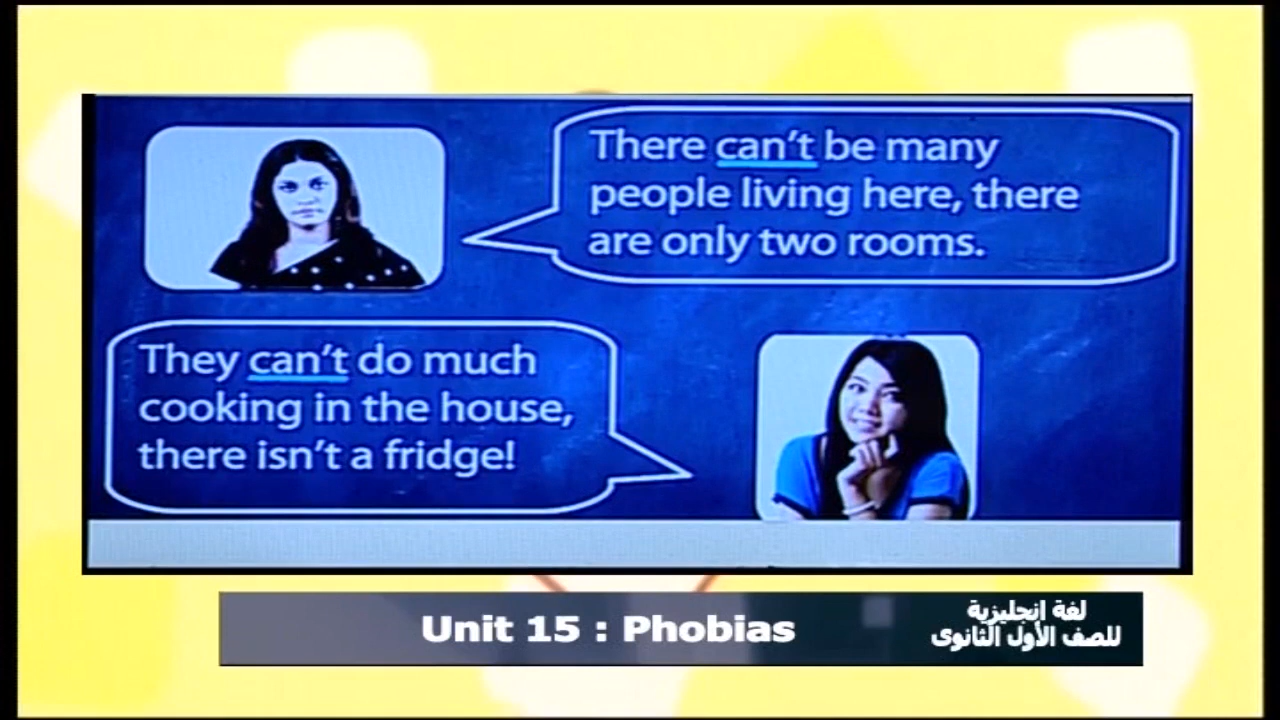 There can't be many
people living here, there
are only two rooms.
They can't do much
cooking in the house,
there isn't a fridge!
Unit 15 : Phobias
لغة إنجليزية
للصف الأول الثانوى